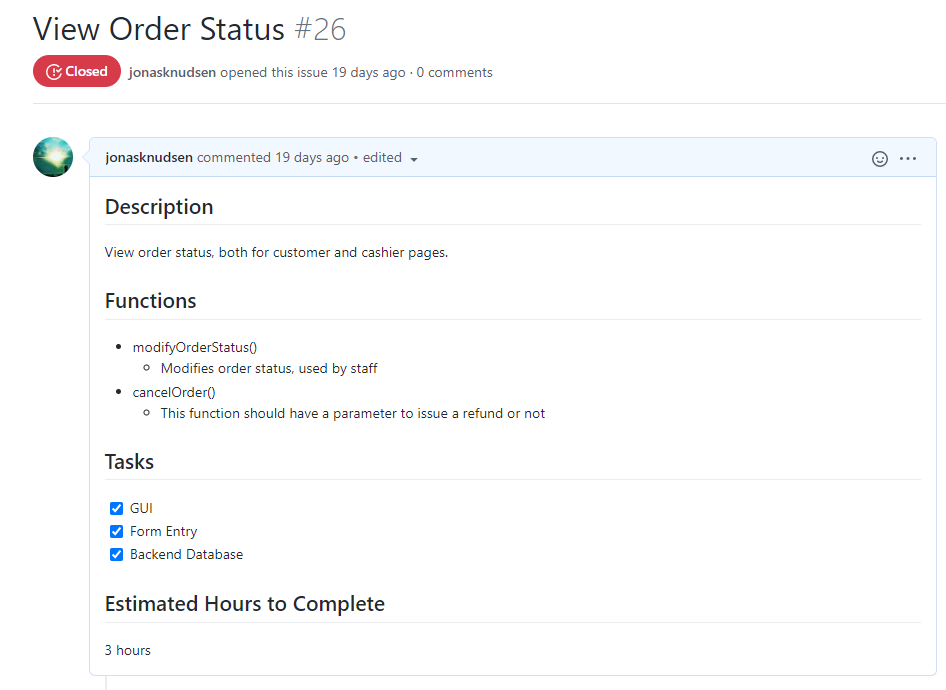 View Order Status #26
Closed jonasknudsen opened this issue 19 days ago · 0 comments
jonasknudsen commented 19 days ago • edited
Description
View order status, both for customer and cashier pages.
Functions
modifyOrderStatus()
Modifies order status, used by staff
cancelOrder()
This function should have a parameter to issue a refund or not
Tasks
GUI
Form Entry
Backend Database
Estimated Hours to Complete
3 hours